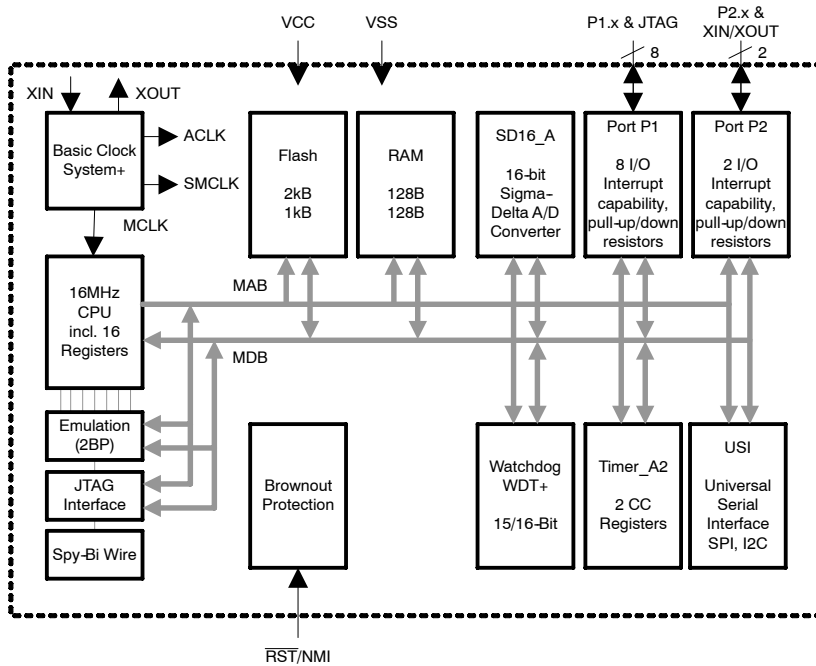 VCC
VSS
P1.x & JTAG
8
P2.x &
XIN/XOUT
2
XIN
XOUT
Basic Clock
System+
ACLK
SMCLK
MCLK
Flash
2kB
1kB
RAM
128B
128B
SD16_A
16-bit
Sigma-
Delta A/D
Converter
Port P1
8 I/O
Interrupt
capability,
pull-up/down
resistors
Port P2
2 I/O
Interrupt
capability,
pull-up/down
resistors
16MHz
CPU
incl. 16
Registers
MAB
MDB
Emulation
(2BP)
JTAG
Interface
Spy-Bi Wire
Brownout
Protection
RST/NMI
Watchdog
WDT+
15/16-Bit
Timer_A2
2 CC
Registers
USI
Universal
Serial
Interface
SPI, I2C